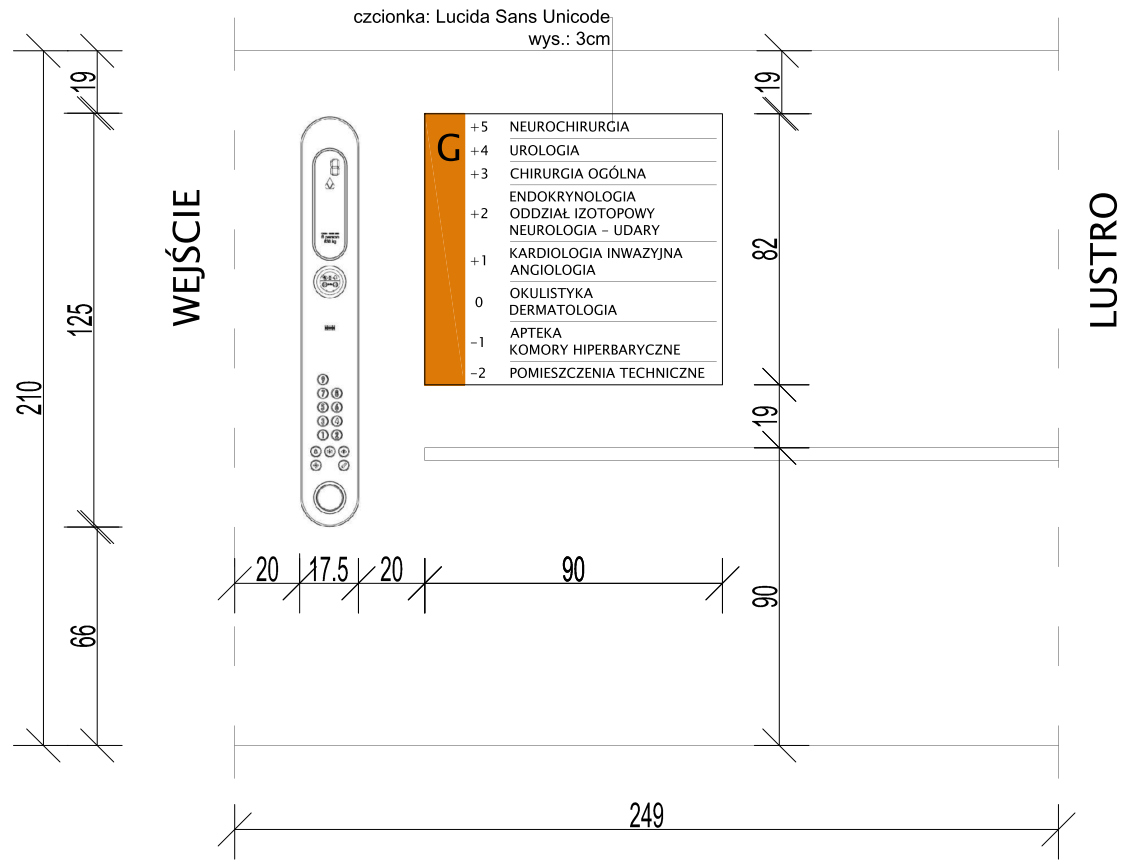 czcionka: Lucida Sans Unicode
wys.: 3cm
19
19
G
+5 NEUROCHIRURGIA
+4 UROLOGIA
+3 CHIRURGIA OGÓLNA
+2 ENDOKRYNOLOGIA
ODDZIAŁ IZOTOPOWY
NEUROLOGIA – UDARY
+1 KARDIOLOGIA INWAZYJNA
ANGIOLOGIA
0 OKULISTYKA
DERMATOLOGIA
−1 APTEKA
KOMORY HIPERBARYCZNE
−2 POMIESZCZENIA TECHNICZNE
WEJŚCIE
LUSTRO
82
125
210
19
20 17.5 20 90
90
66
249